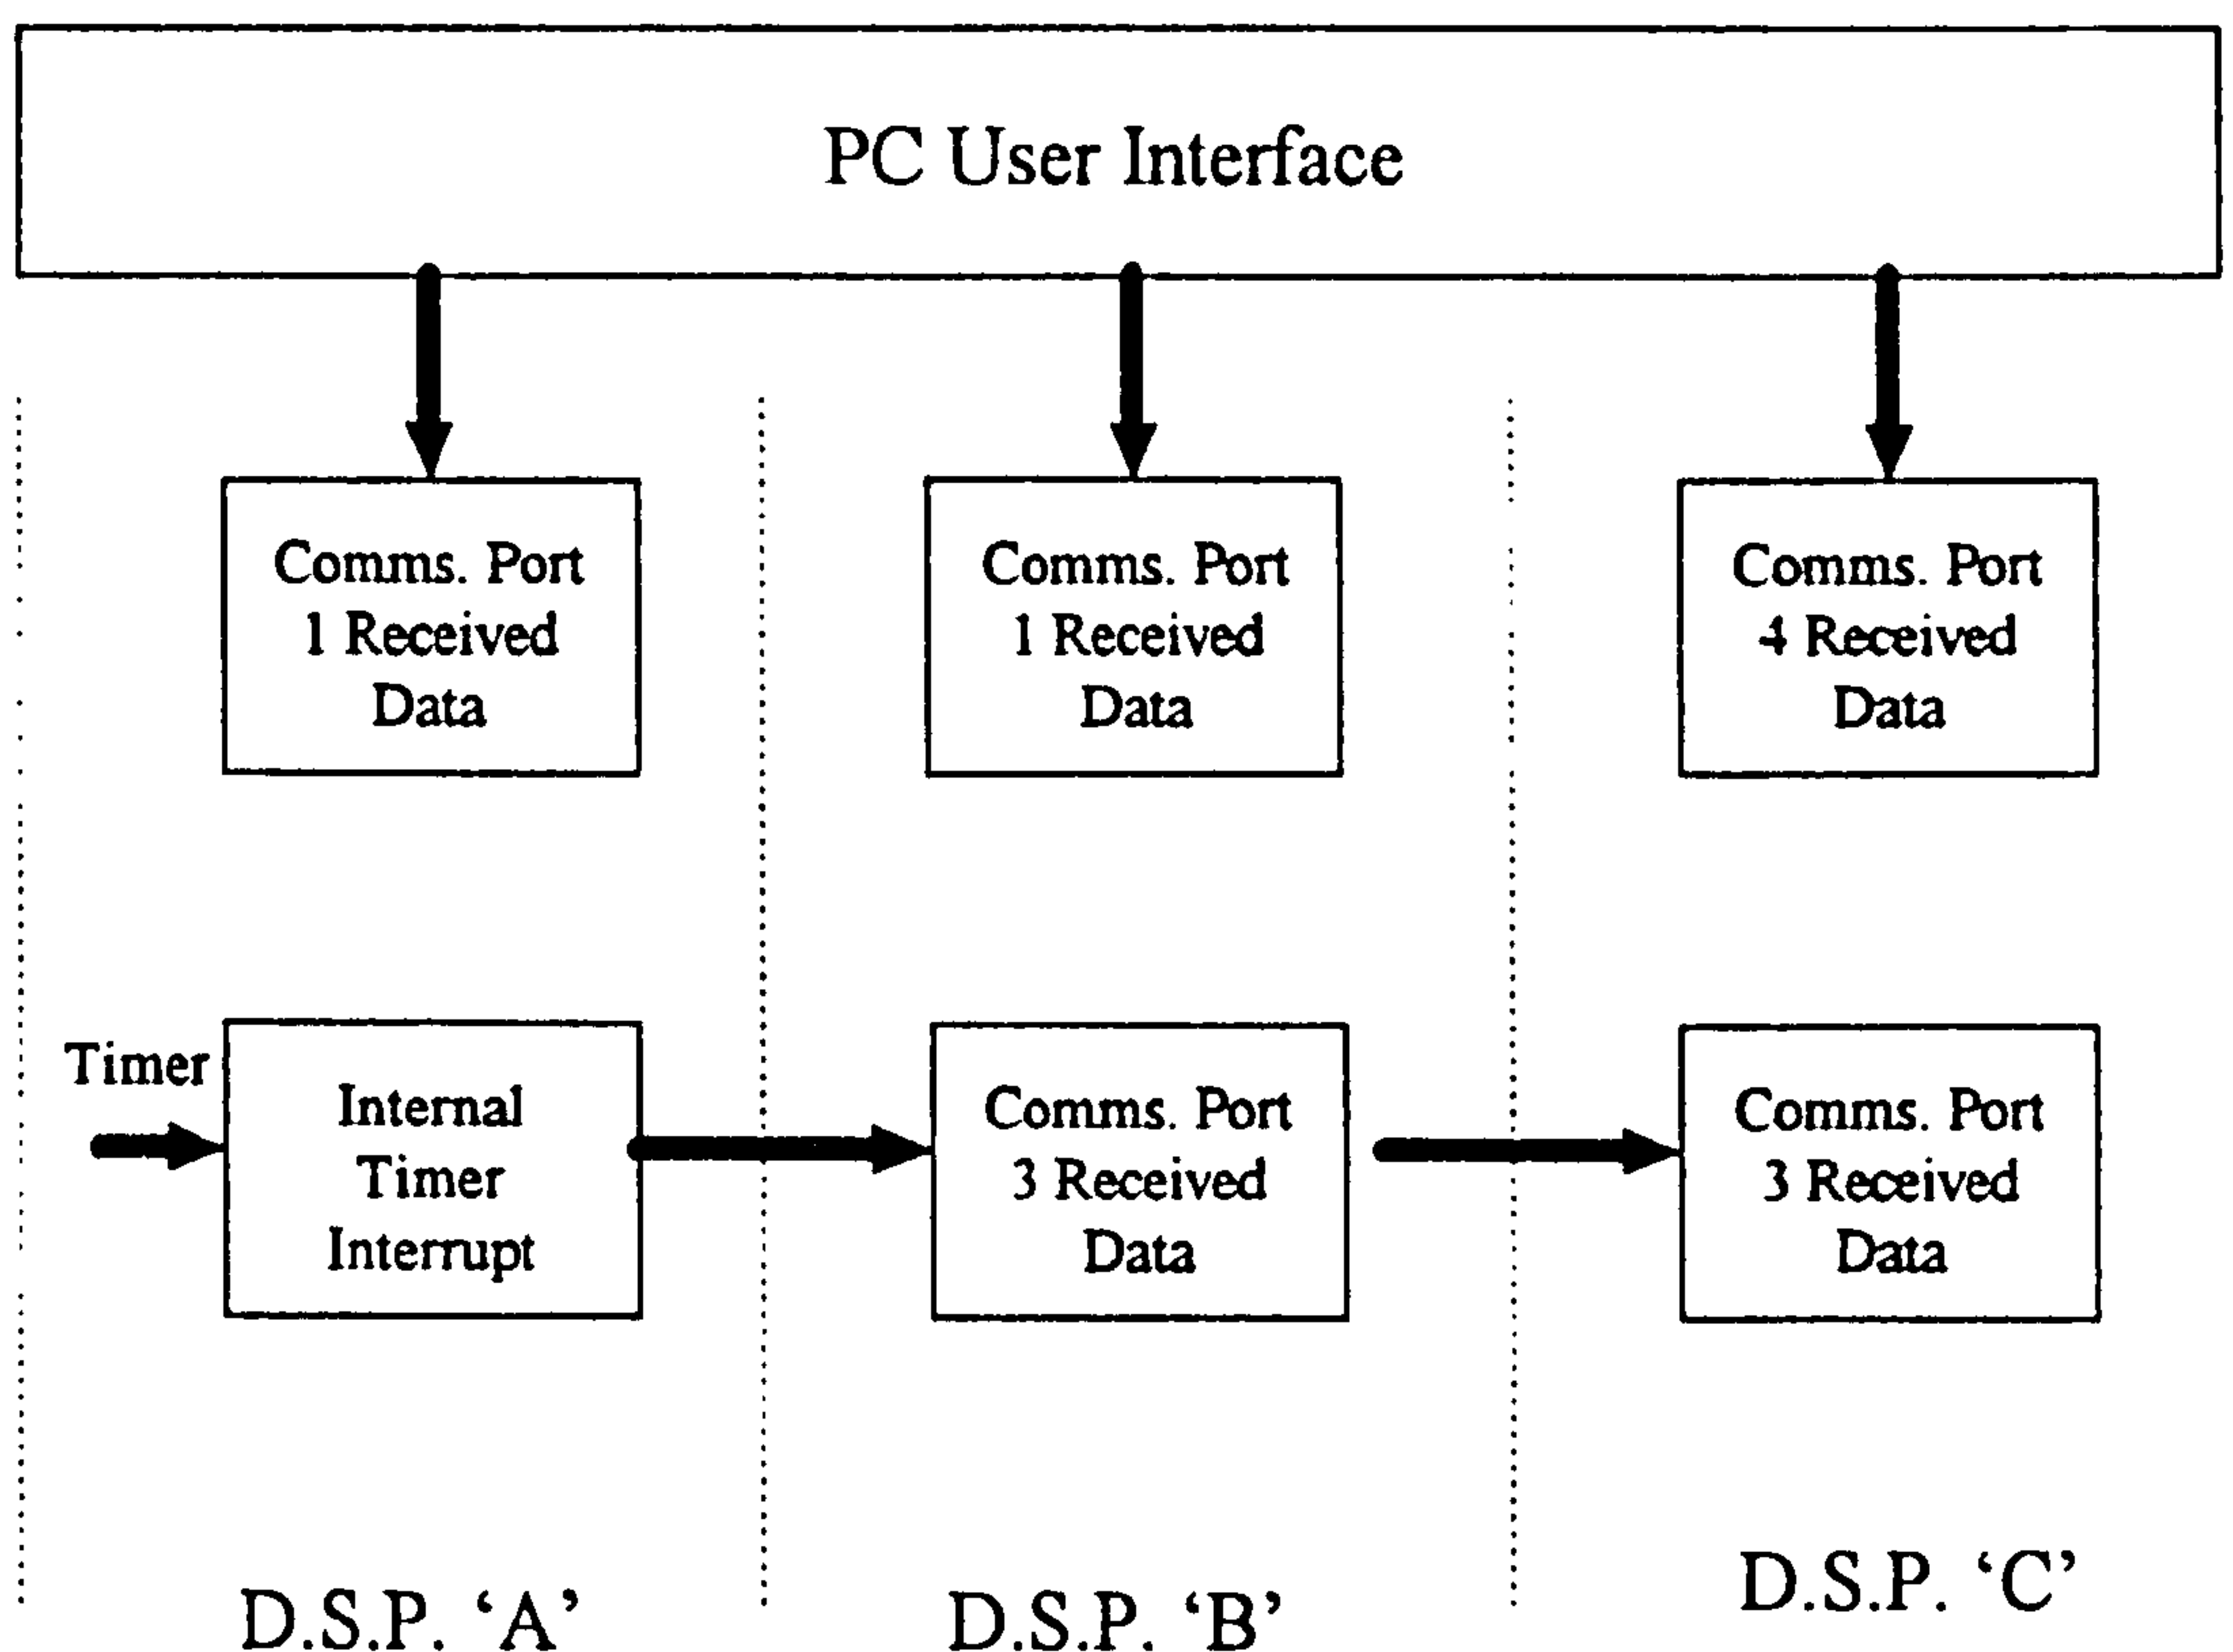 PC User Interface
Comms. Port
1 Received
Data
Comms. Port
1 Received
Data
Comms. Port
4 Received
Data
Timer
Internal
Timer
Interrupt
Comms. Port
3 Received
Data
Comms. Port
3 Received
Data
D.S.P. ‘A’
D.S.P. ‘B’
D.S.P. ‘C’